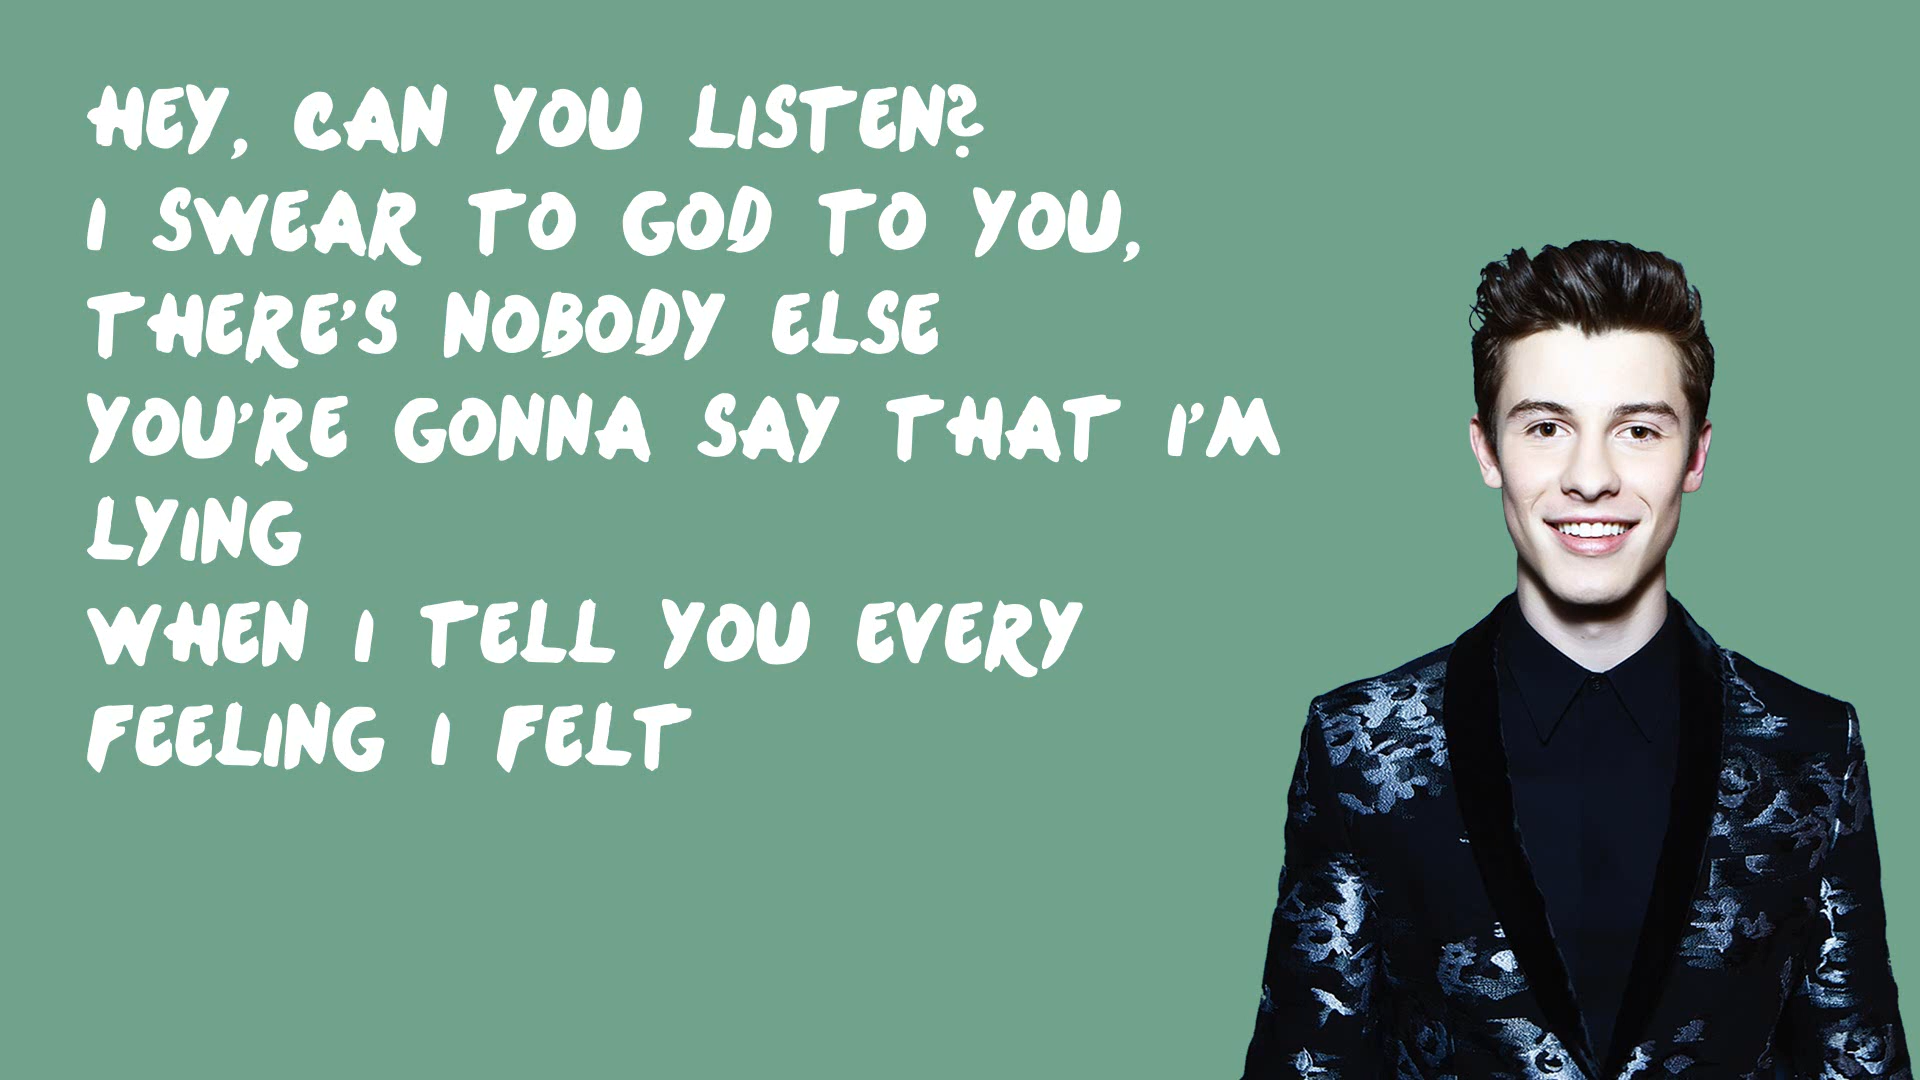 HEY, CAN YOU LISTEN?
I SWEAR TO GOD TO YOU,
THERE'S NOBODY ELSE
YOU'RE GONNA SAY THAT I'M
LYING
WHEN I TELL YOU EVERY
FEELING I FELT